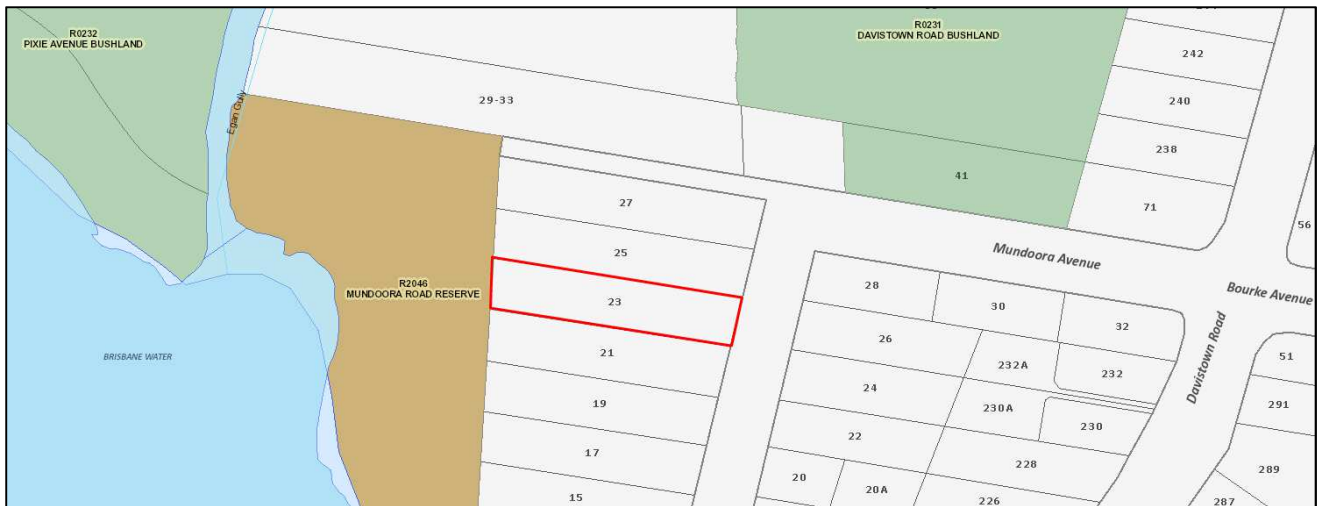 R0232
PIXIE AVENUE BUSHLAND
R0231
DAVISTOWN ROAD BUSHLAND
242
240
238
29-33
Egan Gully
41
71
56
27
25
Mundoora Avenue
Bourke Avenue
R2046
MUNDOORA ROAD RESERVE
23
28
30
32
BRISBANE WATER
21
26
232A
232
Davistown Road
51
19
24
230A
230
291
17
22
228
289
15
20
20A
226
287